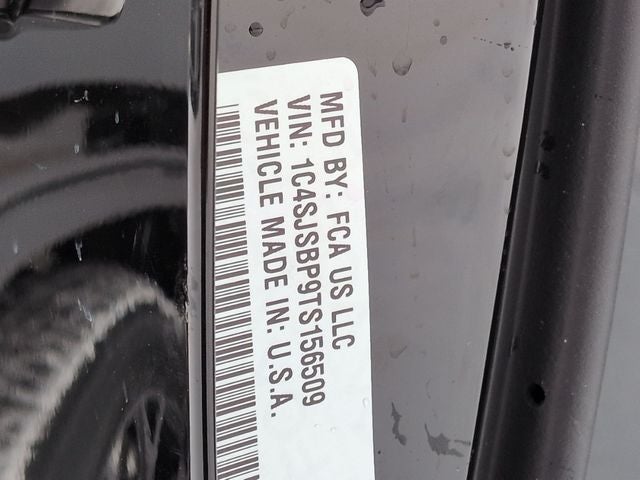 MFD BY: FCA US LLC
VIN: 1C4SJSBP9TS156509
VEHICLE MADE IN: U.S.A.